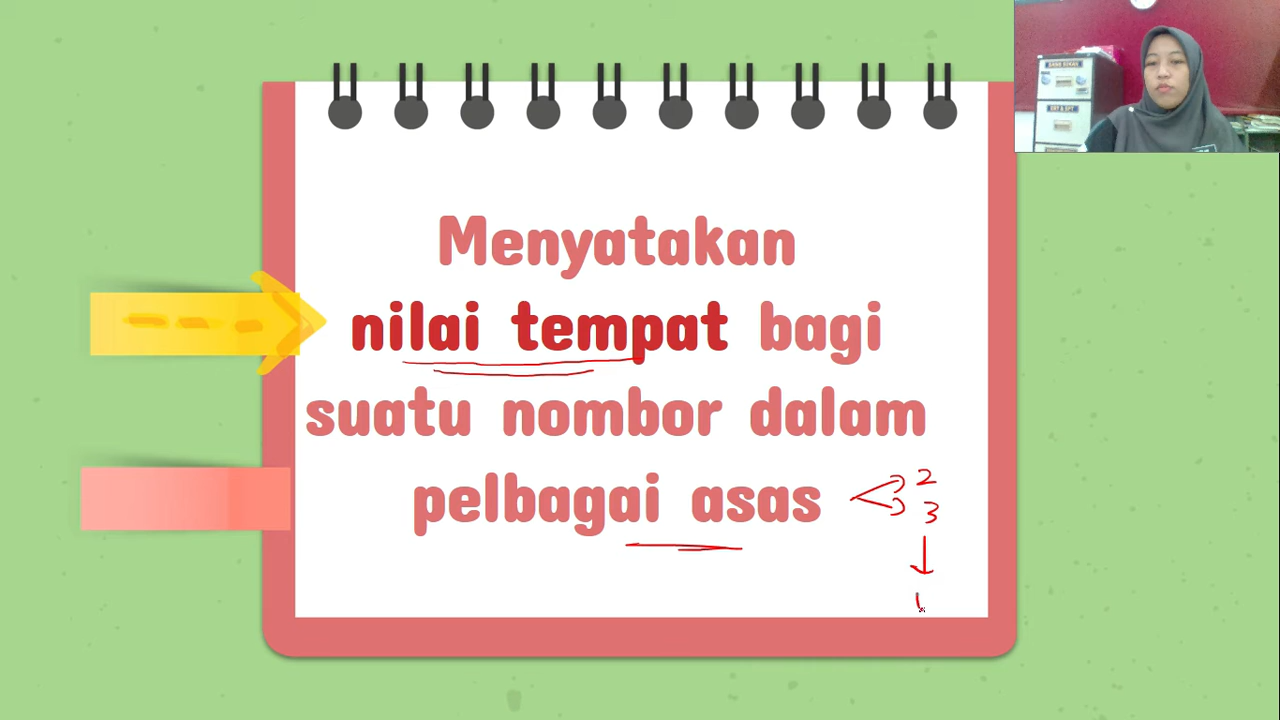 Menyatakan
nilai tempat bagi
suatu nombor dalam
pelbagai asas
2
3